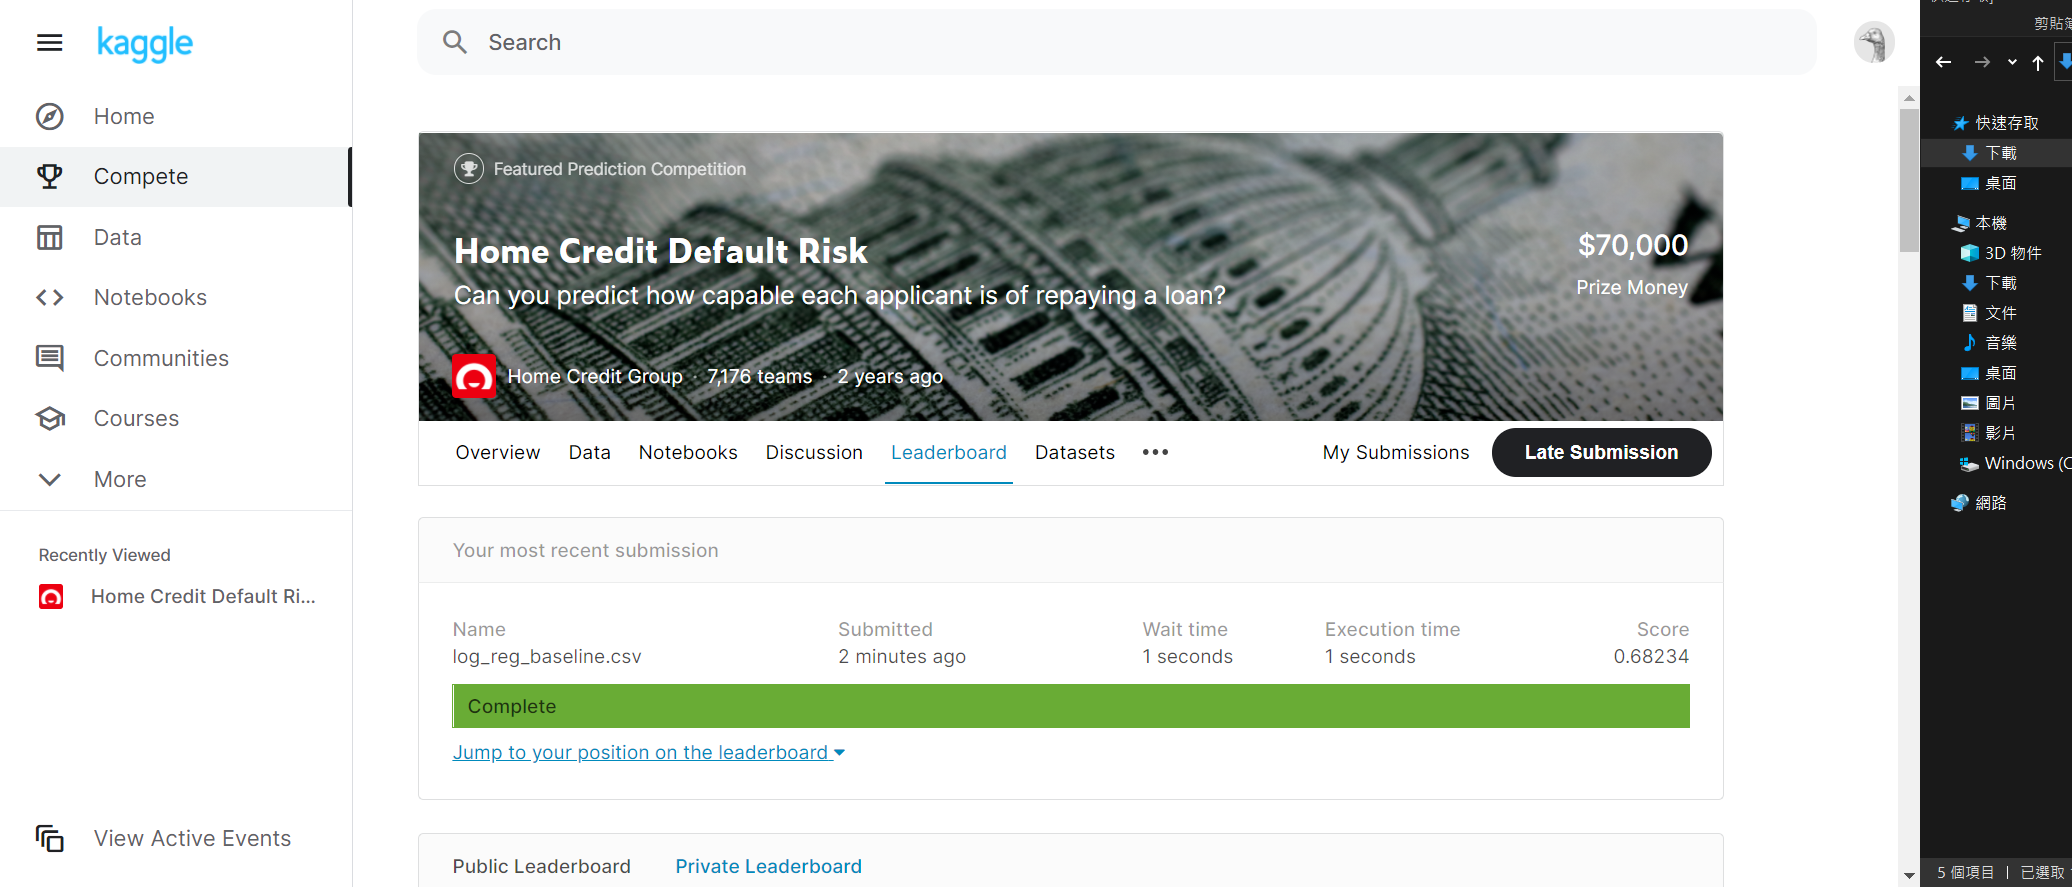 kaggle
Search
Home
Compete
Data
Notebooks
Communities
Courses
More
Recently Viewed
Home Credit Default Ri...
View Active Events
Featured Prediction Competition
Home Credit Default Risk
Can you predict how capable each applicant is of repaying a loan?
$70,000
Prize Money
Home Credit Group · 7,176 teams · 2 years ago
Overview Data Notebooks Discussion Leaderboard Datasets ••• My Submissions Late Submission
Your most recent submission
Name Submitted Wait time Execution time Score
log_reg_baseline.csv 2 minutes ago 1 seconds 1 seconds 0.68234
Complete
Jump to your position on the leaderboard
Public Leaderboard Private Leaderboard
剪貼
快速存取
下載
桌面
本機
3D 物件
下載
文件
音樂
桌面
圖片
影片
Windows (C
網路
5 個項目 | 已選取